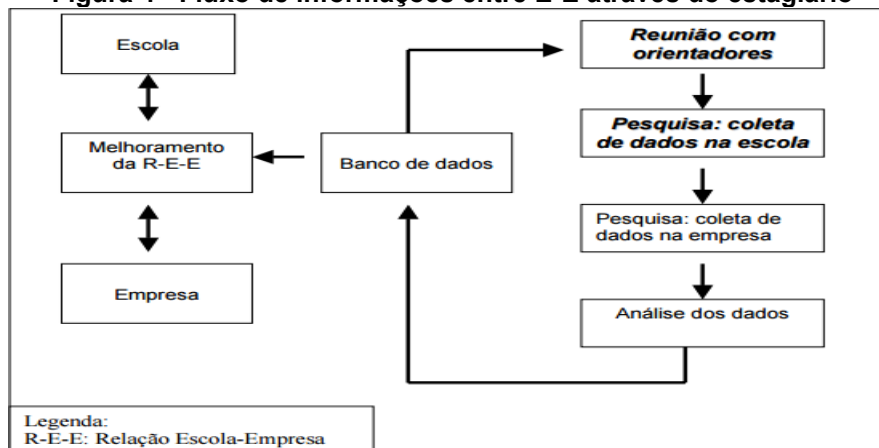 Escola
Melhoramento
da R-E-E
Empresa
Banco de dados
Reunião com
orientadores
Pesquisa: coleta
de dados na escola
Pesquisa: coleta de
dados na empresa
Análise dos dados
Legenda:
R-E-E: Relação Escola-Empresa